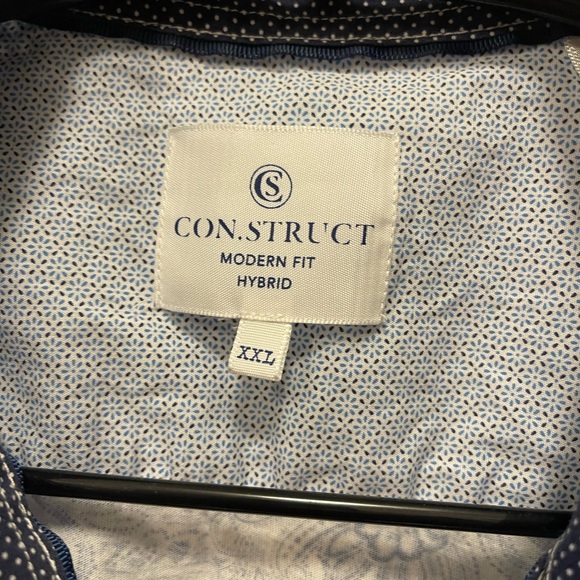 CS
CON.STRUCT
MODERN FIT
HYBRID
XXL